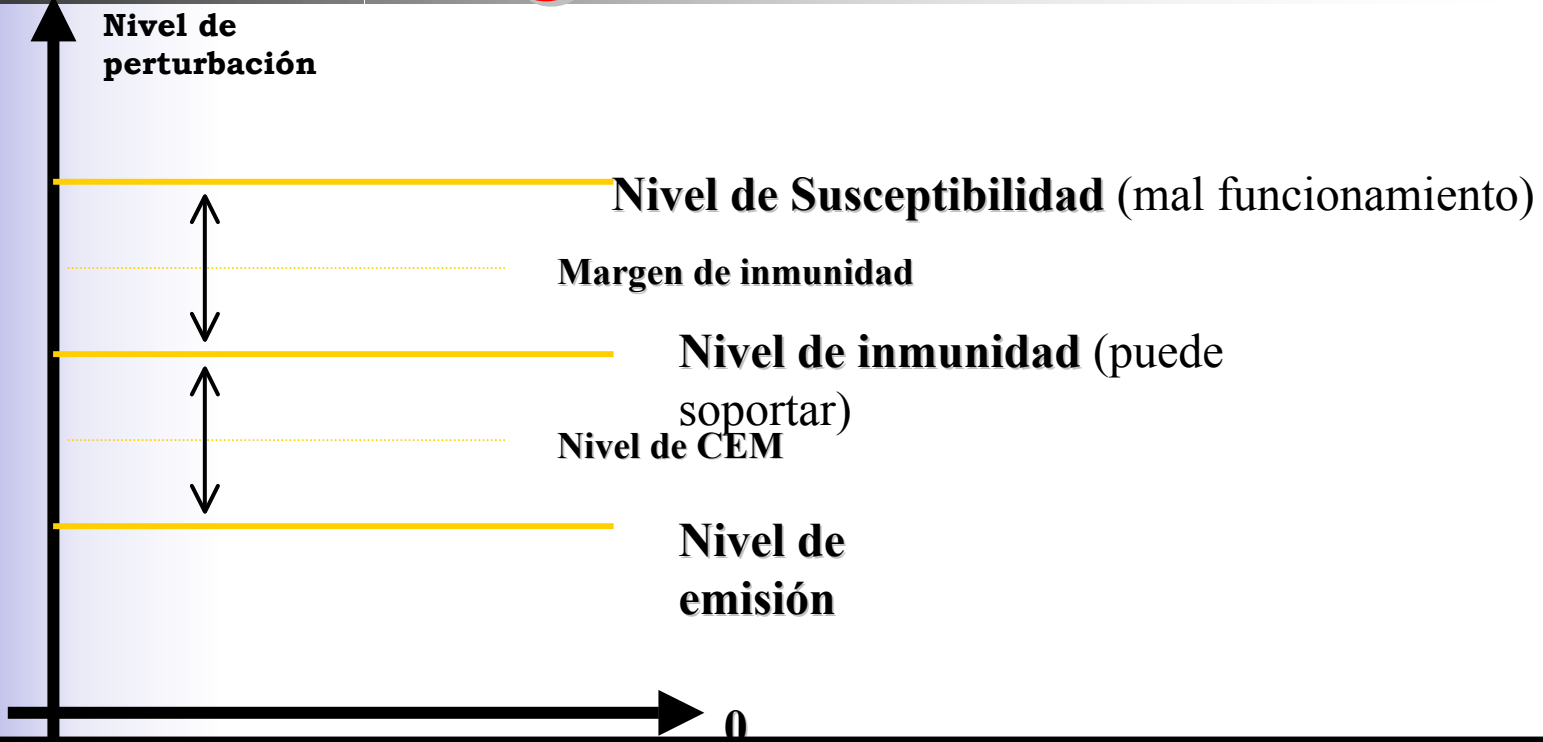 Nivel de
perturbación
Nivel de Susceptibilidad (mal funcionamiento)
Margen de inmunidad
Nivel de inmunidad (puede
soportar)
Nivel de CEM
Nivel de
emisión
0